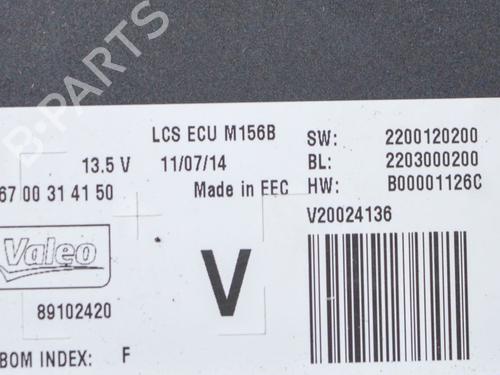 B-PARTS
LCS ECU M156B SW: 2200120200
13.5 V 11/07/14 BL: 2203000200
67 00 31 41 50 Made in EEC HW: B00001126C
V20024136
Valeo V
89102420
BOM INDEX: F